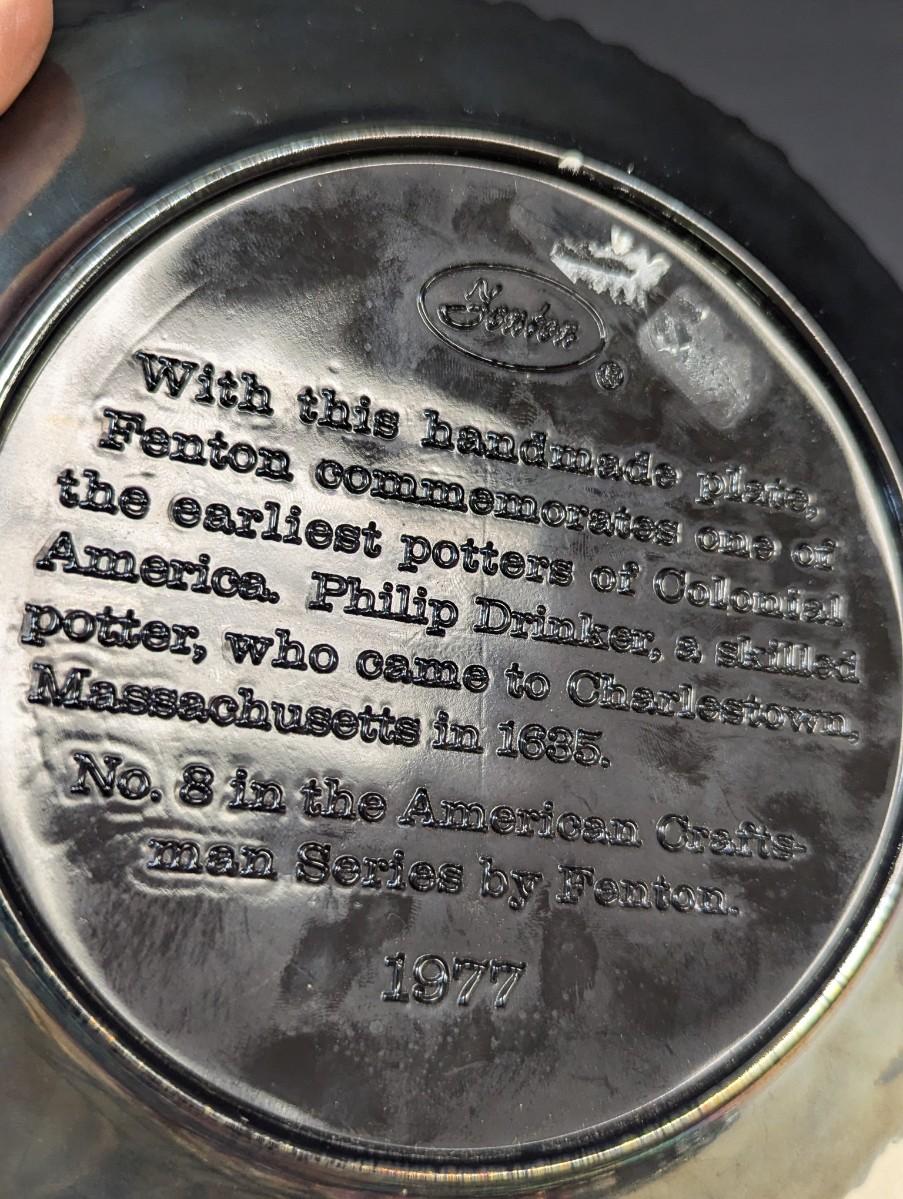 Fenton
®
With this handmade plate,
Fenton commemorates one of
the earliest potters of Colonial
America. Philip Drinker, a skilled
potter, who came to Charlestown,
Massachusetts in 1635.
No. 8 in the American Crafts-
man Series by Fenton.
1977